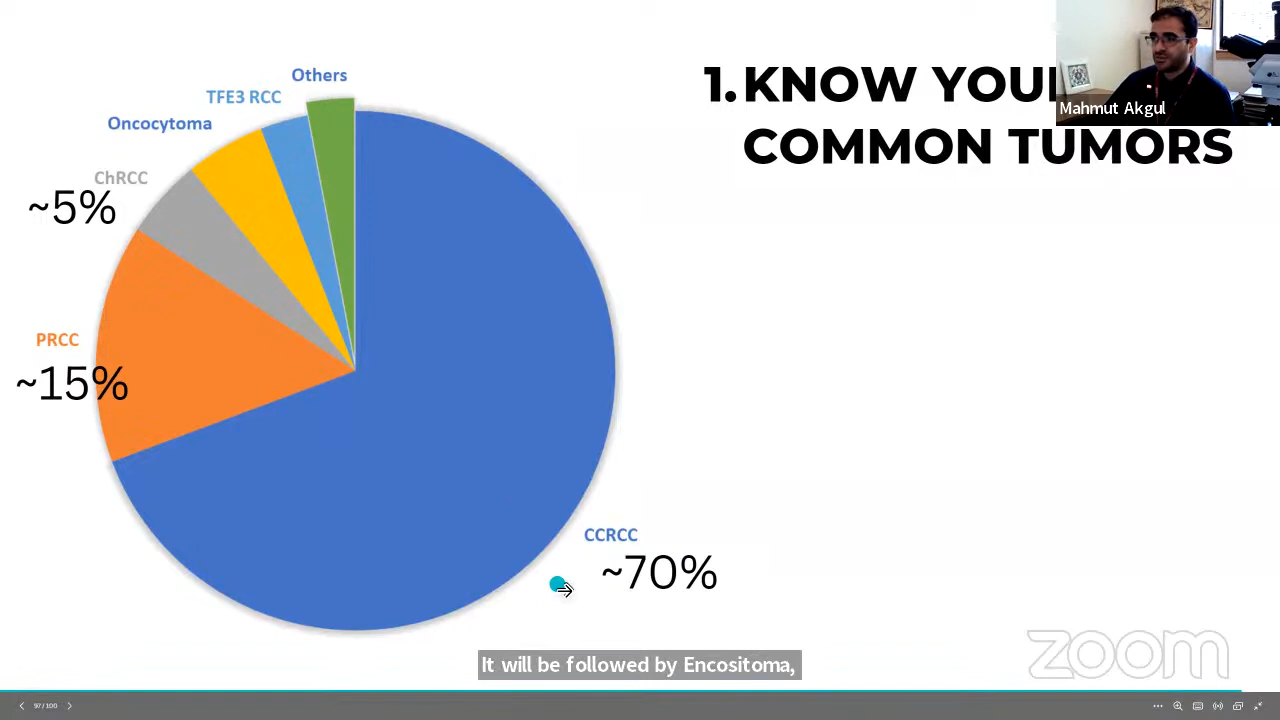 1. KNOW YOU
COMMON TUMORS
Mahmut Akgul
Others
TFE3 RCC
Oncocytoma
ChRCC
~5%
PRCC
~15%
CCRCC
~70%
It will be followed by Encositoma,
zoom
97 / 100